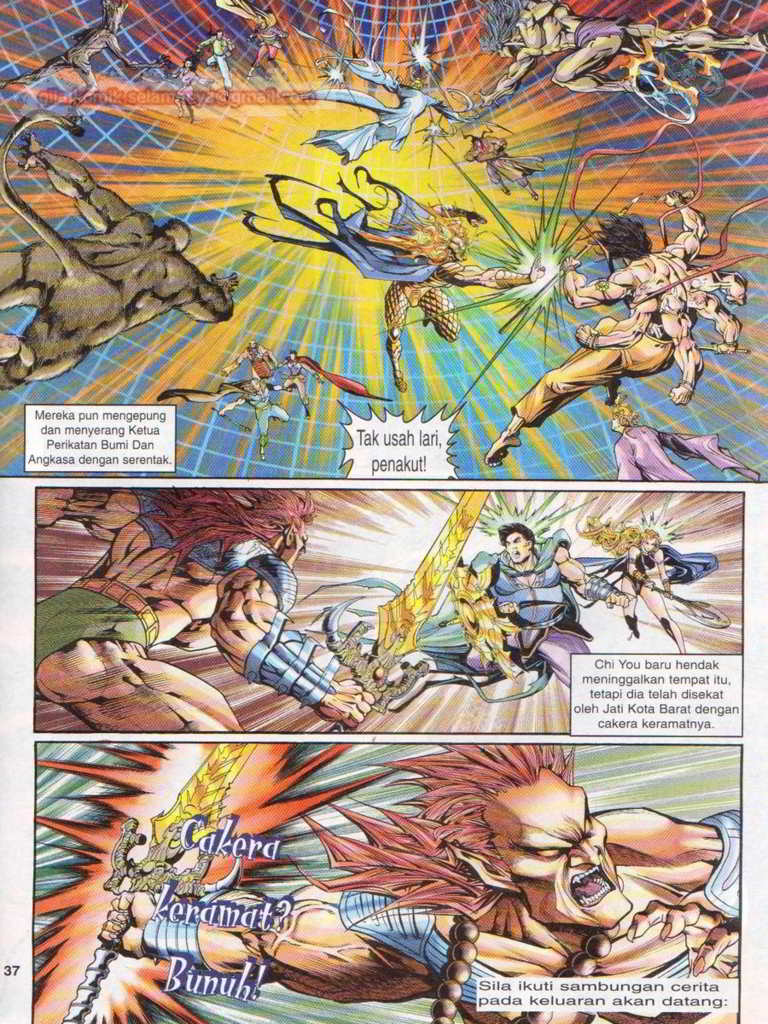 Mereka pun mengepung
dan menyerang Ketua
Perikatan Bumi Dan
Angkasa dengan serentak.
Tak usah lari,
penakut!
Chi You baru hendak
meninggalkan tempat itu,
tetapi dia telah disekat
oleh Jati Kota Barat dengan
cakera keramatnya.
Cakera
keramat?
Bunuh!
37
Sila ikuti sambungan cerita
pada keluaran akan datang: